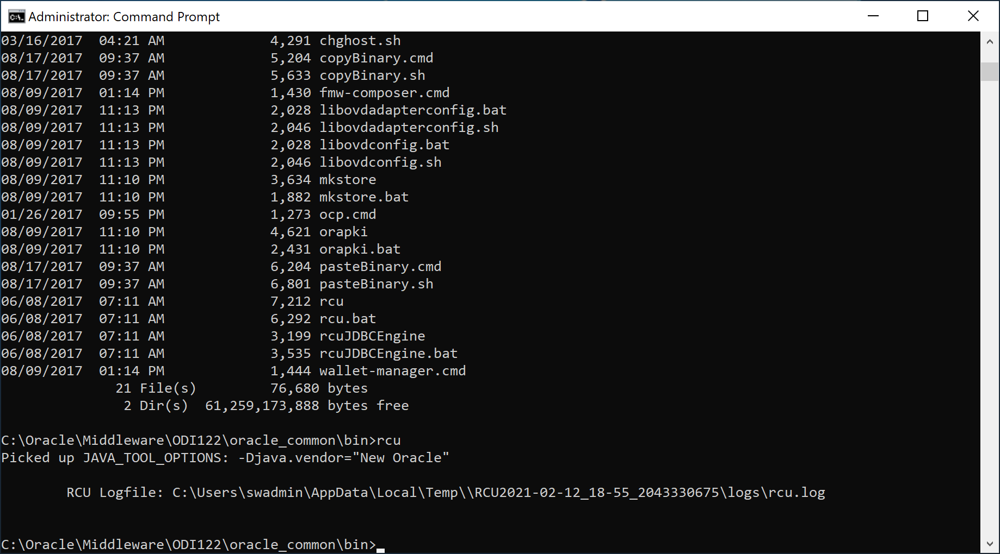 Administrator: Command Prompt
03/16/2017  04:21 AM             4,291 chghost.sh
08/17/2017  09:37 AM             5,204 copyBinary.cmd
08/17/2017  09:37 AM             5,633 copyBinary.sh
08/09/2017  01:14 PM             1,430 fmw-composer.cmd
08/09/2017  11:13 PM             2,028 libovdadapterconfig.bat
08/09/2017  11:13 PM             2,046 libovdadapterconfig.sh
08/09/2017  11:13 PM             2,028 libovdconfig.bat
08/09/2017  11:13 PM             2,046 libovdconfig.sh
08/09/2017  11:10 PM             3,634 mkstore
08/09/2017  11:10 PM             1,882 mkstore.bat
01/26/2017  09:55 PM             1,273 ocp.cmd
08/09/2017  11:10 PM             4,621 orapki
08/09/2017  11:10 PM             2,431 orapki.bat
08/17/2017  09:37 AM             6,204 pasteBinary.cmd
08/17/2017  09:37 AM             6,801 pasteBinary.sh
06/08/2017  07:11 AM             7,212 rcu
06/08/2017  07:11 AM             6,292 rcu.bat
06/08/2017  07:11 AM             3,199 rcuJDBCEngine
06/08/2017  07:11 AM             3,535 rcuJDBCEngine.bat
08/09/2017  01:14 PM             1,444 wallet-manager.cmd
              21 File(s)         76,680 bytes
               2 Dir(s)  61,259,173,888 bytes free
C:\Oracle\Middleware\ODI122\oracle_common\bin>rcu
Picked up JAVA_TOOL_OPTIONS: -Djava.vendor="New Oracle"
        RCU Logfile: C:\Users\swadmin\AppData\Local\Temp\\RCU2021-02-12_18-55_2043330675\logs\rcu.log
C:\Oracle\Middleware\ODI122\oracle_common\bin>